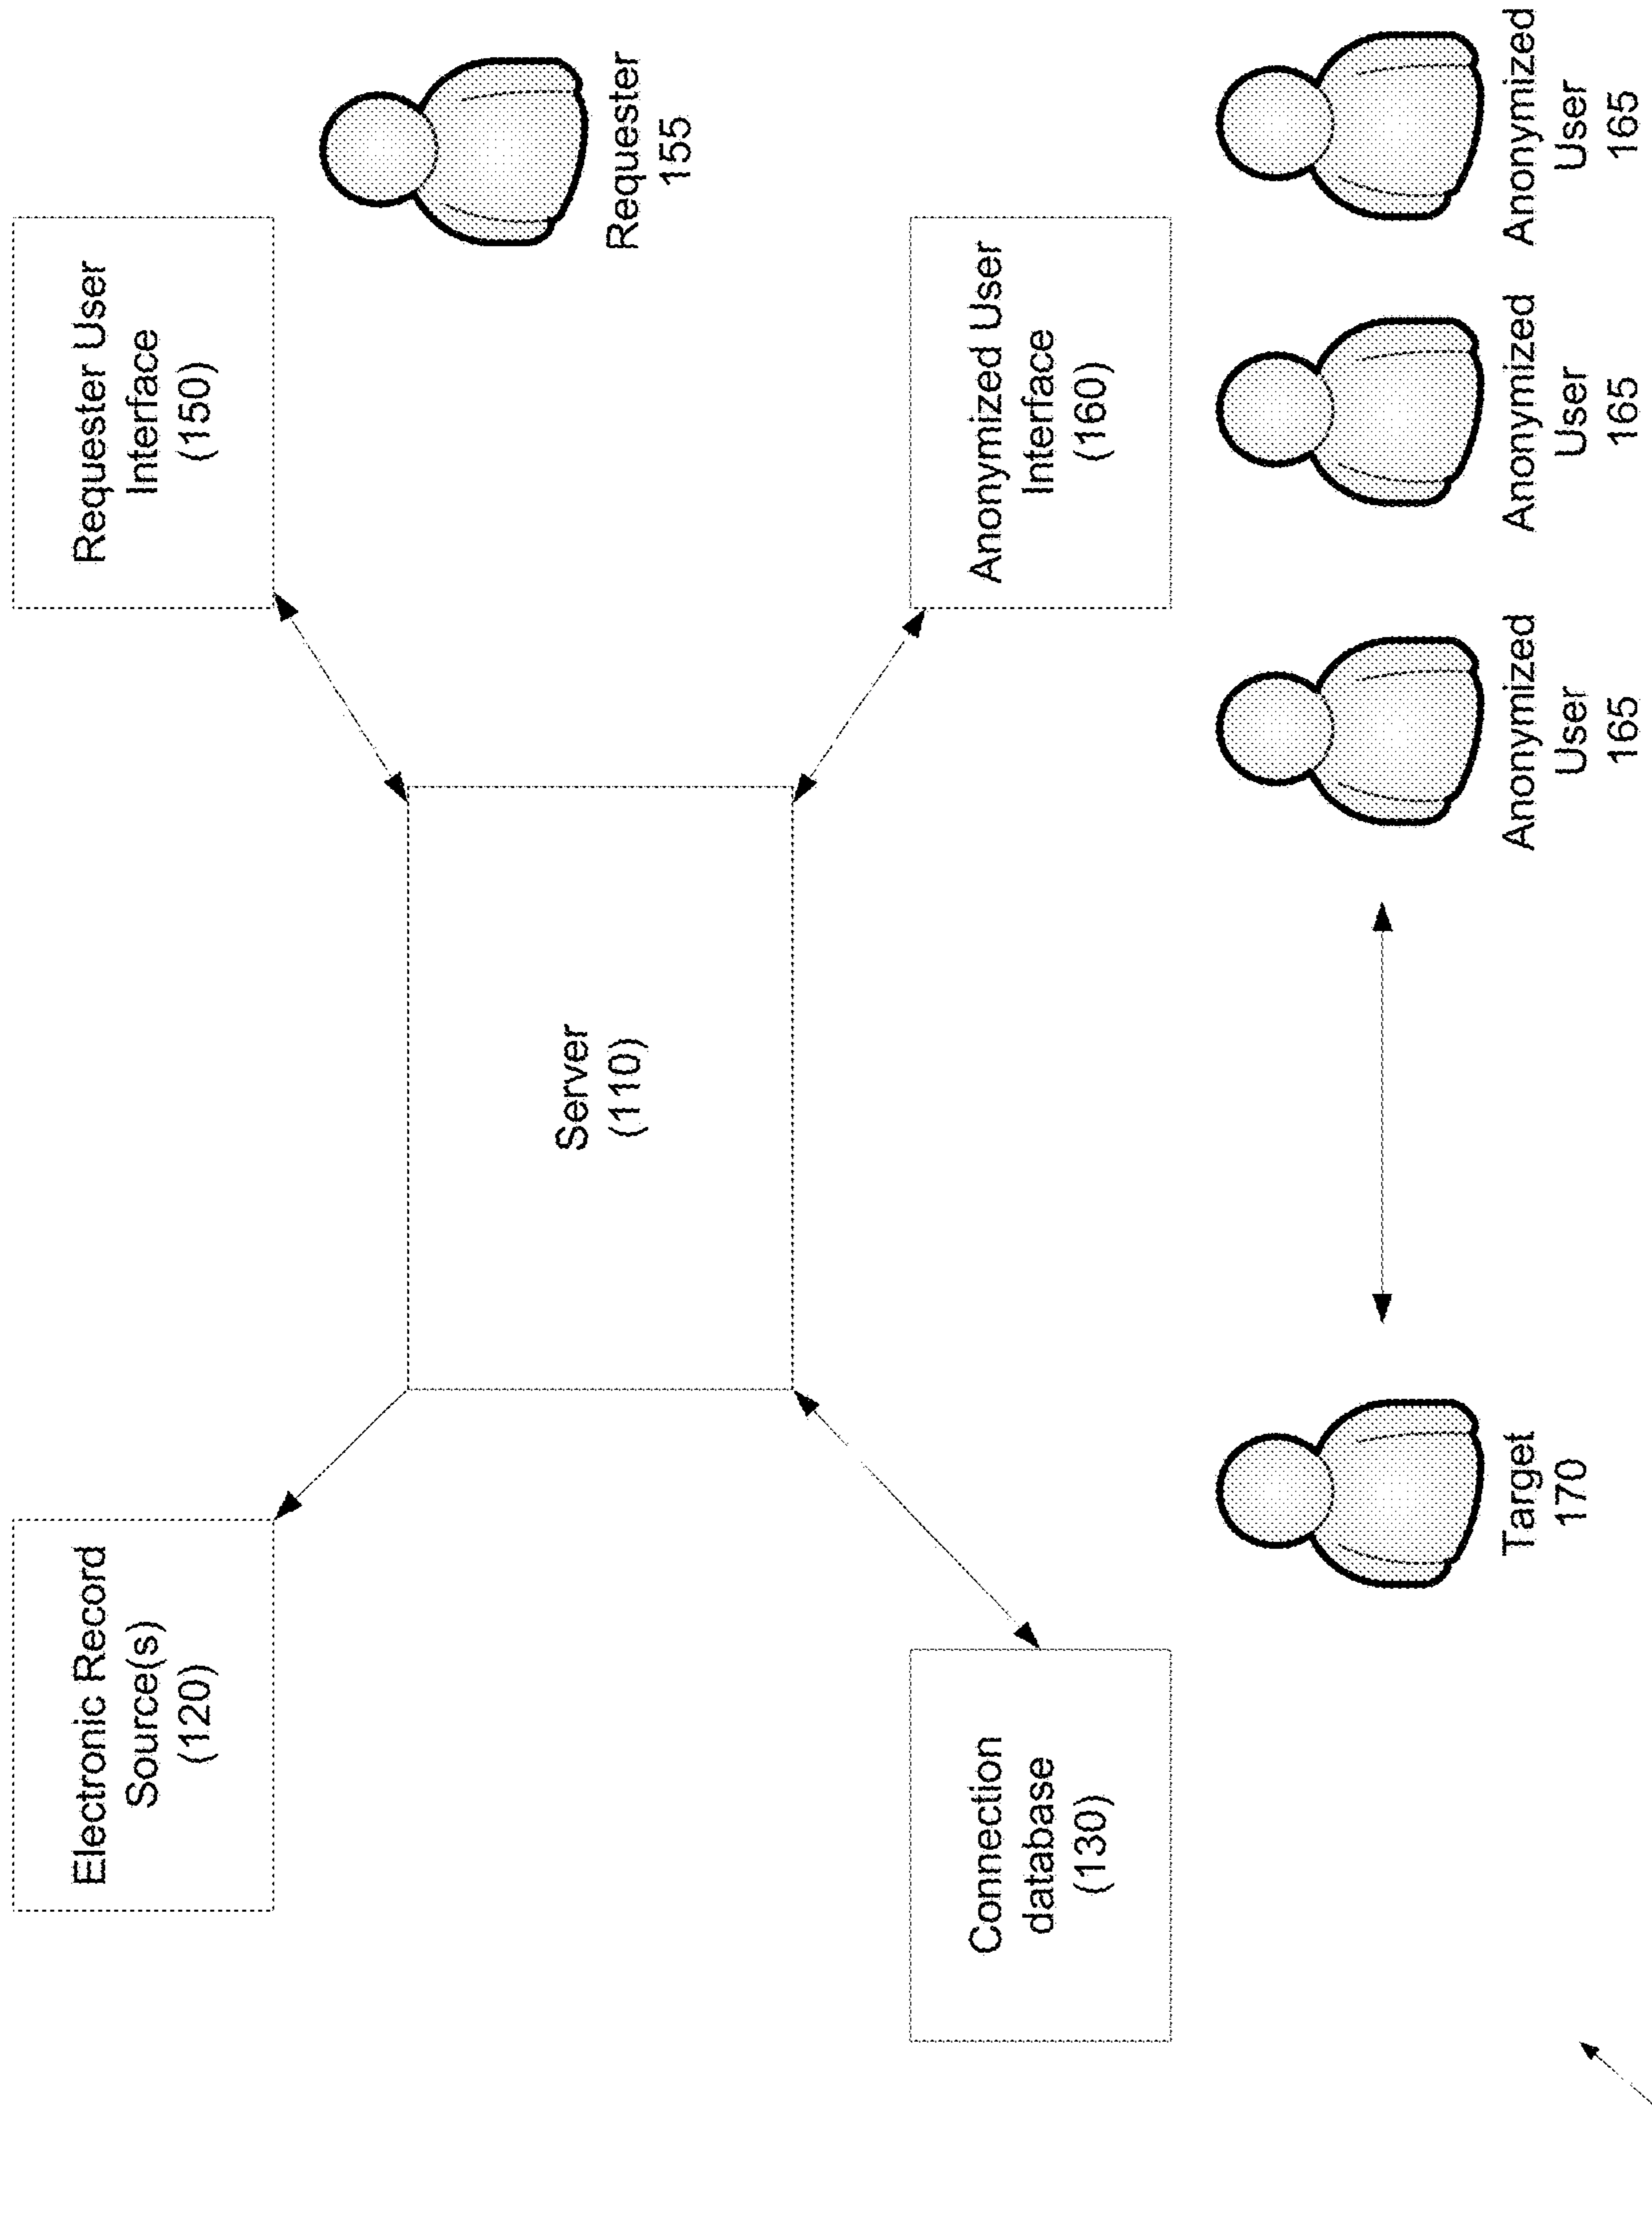 Electronic Record
Source(s)
(120)
Requester User
Interface
(150)
Server
(110)
Requester
155
Connection
database
(130)
Anonymized User
Interface
(160)
Target
170
Anonymized
User
165
Anonymized
User
165
Anonymized
User
165